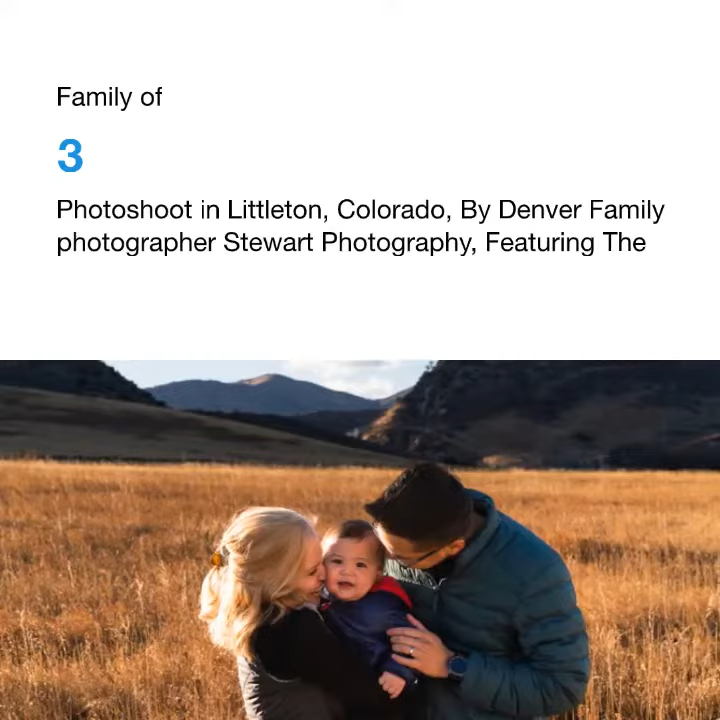 Family of
3
Photoshoot in Littleton, Colorado, By Denver Family
photographer Stewart Photography, Featuring The